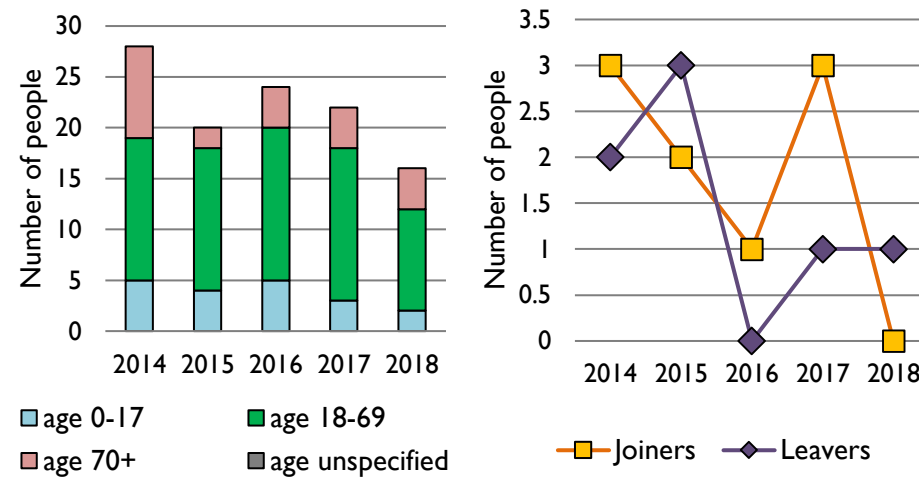 Number of people
30
25
20
15
10
5
0
2014 2015 2016 2017 2018
age 0-17 age 18-69
age 70+ age unspecified
Number of people
3.5
3
2.5
2
1.5
1
0.5
0
2014 2015 2016 2017 2018
Joiners Leavers